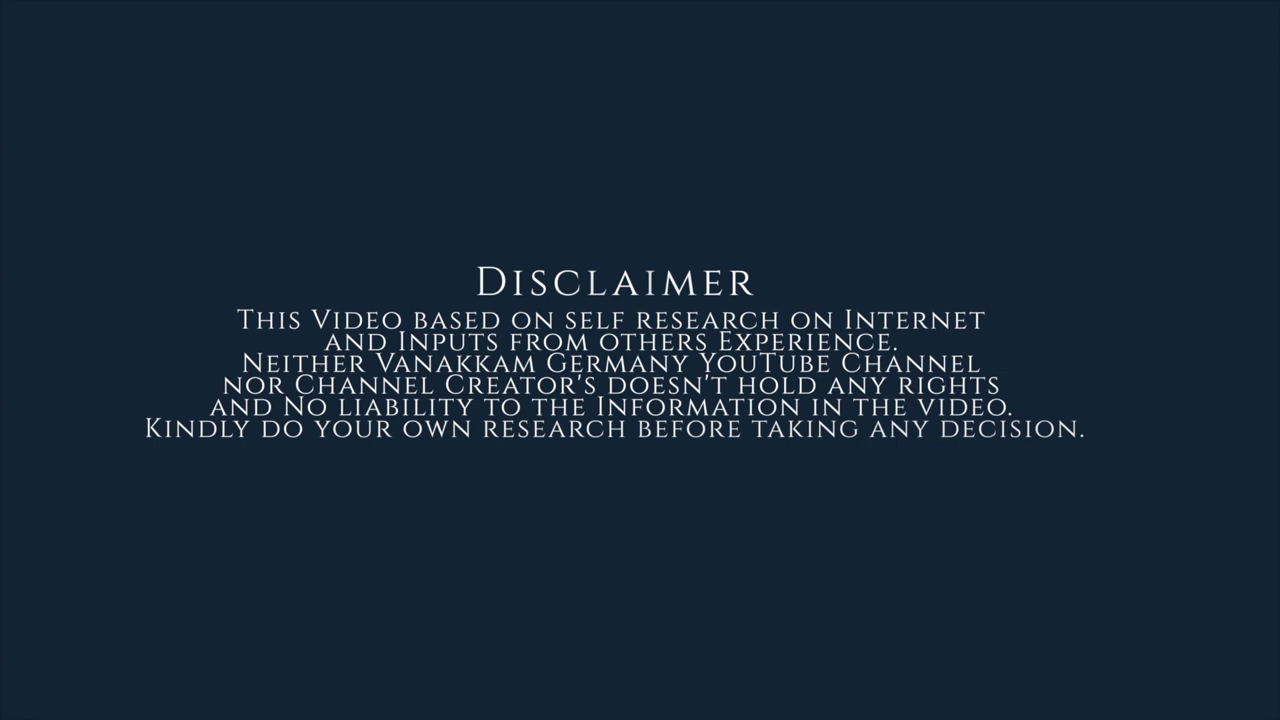 Disclaimer
This Video based on self research on Internet
and Inputs from others Experience.
Neither Vanakkam Germany YouTube Channel
nor Channel Creator's doesn't hold any rights
and No liability to the Information in the video.
Kindly do your own research before taking any decision.